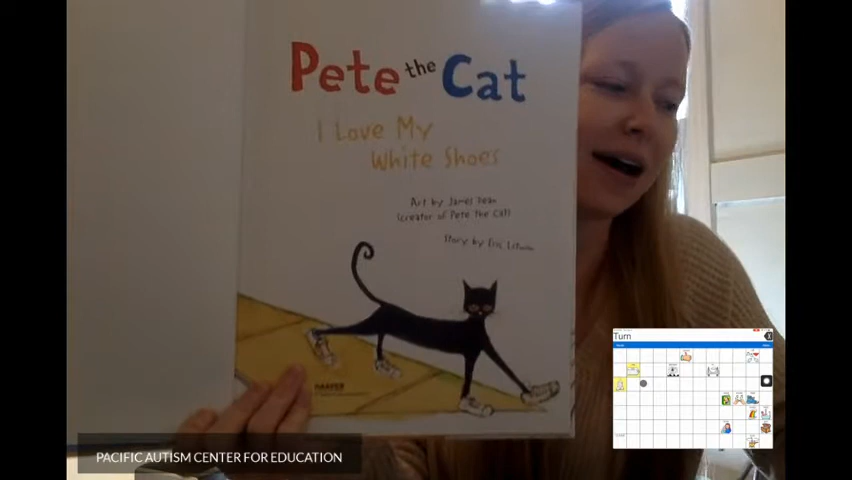 Pete the Cat
I Love My
White Shoes
Art by James Dean
(creator of Pete the Cat)
Story by Eric Litwin
HARPER
Turn
PACIFIC AUTISM CENTER FOR EDUCATION